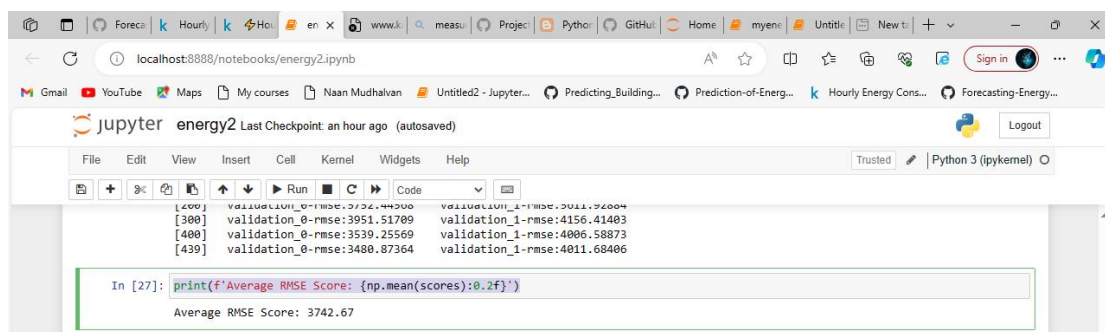 Foreca k Hourly k Hou en www.k measu Project Pythor GitHub Home myene Untitle New ta
localhost:8888/notebooks/energy2.ipynb Sign in
Gmail YouTube Maps My courses Naan Mudhalvan Untitled2 - Jupyter... Predicting_Building... Prediction-of-Energ... k Hourly Energy Cons... Forecasting-Energy...
jupyter energy2 Last Checkpoint: an hour ago (autosaved) Logout
File Edit View Insert Cell Kernel Widgets Help Trusted Python 3 (ipykernel)
Run Code
[300] validation_0-rmse:3951.51709 validation_1-rmse:4156.41403
[400] validation_0-rmse:3539.25569 validation_1-rmse:4006.58873
[439] validation_0-rmse:3480.87364 validation_1-rmse:4011.68406
In [27]: print(f'Average RMSE Score: {np.mean(scores):0.2f}')
Average RMSE Score: 3742.67